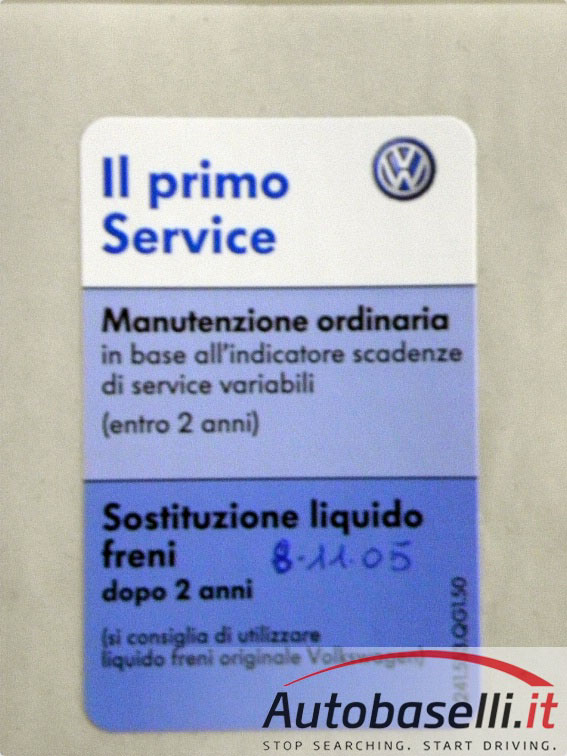 Il primo
Service
Manutenzione ordinaria
in base all'indicatore scadenze
di service variabili
(entro 2 anni)
Sostituzione liquido
freni 8.11.05
dopo 2 anni
(si consiglia di utilizzare
liquido freni originale Volkswagen)
Autobaselli.it
STOP SEARCHING. START DRIVING.